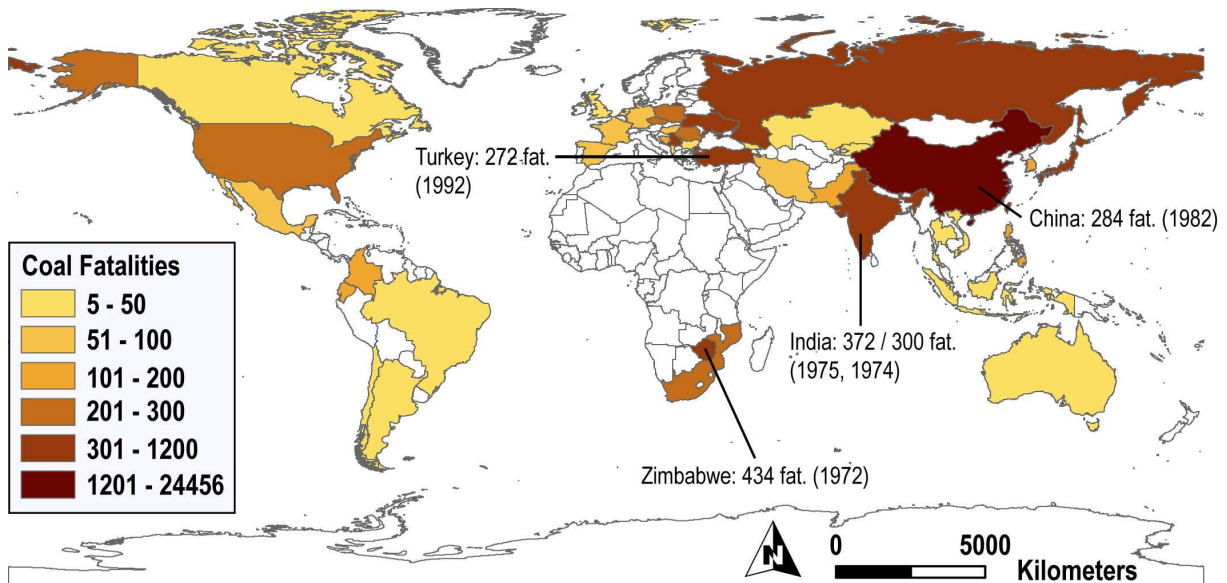 Turkey: 272 fat.
(1992)
China: 284 fat. (1982)
Coal Fatalities
5 - 50
51 - 100
101 - 200
201 - 300
301 - 1200
1201 - 24456
India: 372 / 300 fat.
(1975, 1974)
Zimbabwe: 434 fat. (1972)
N
0 5000
Kilometers